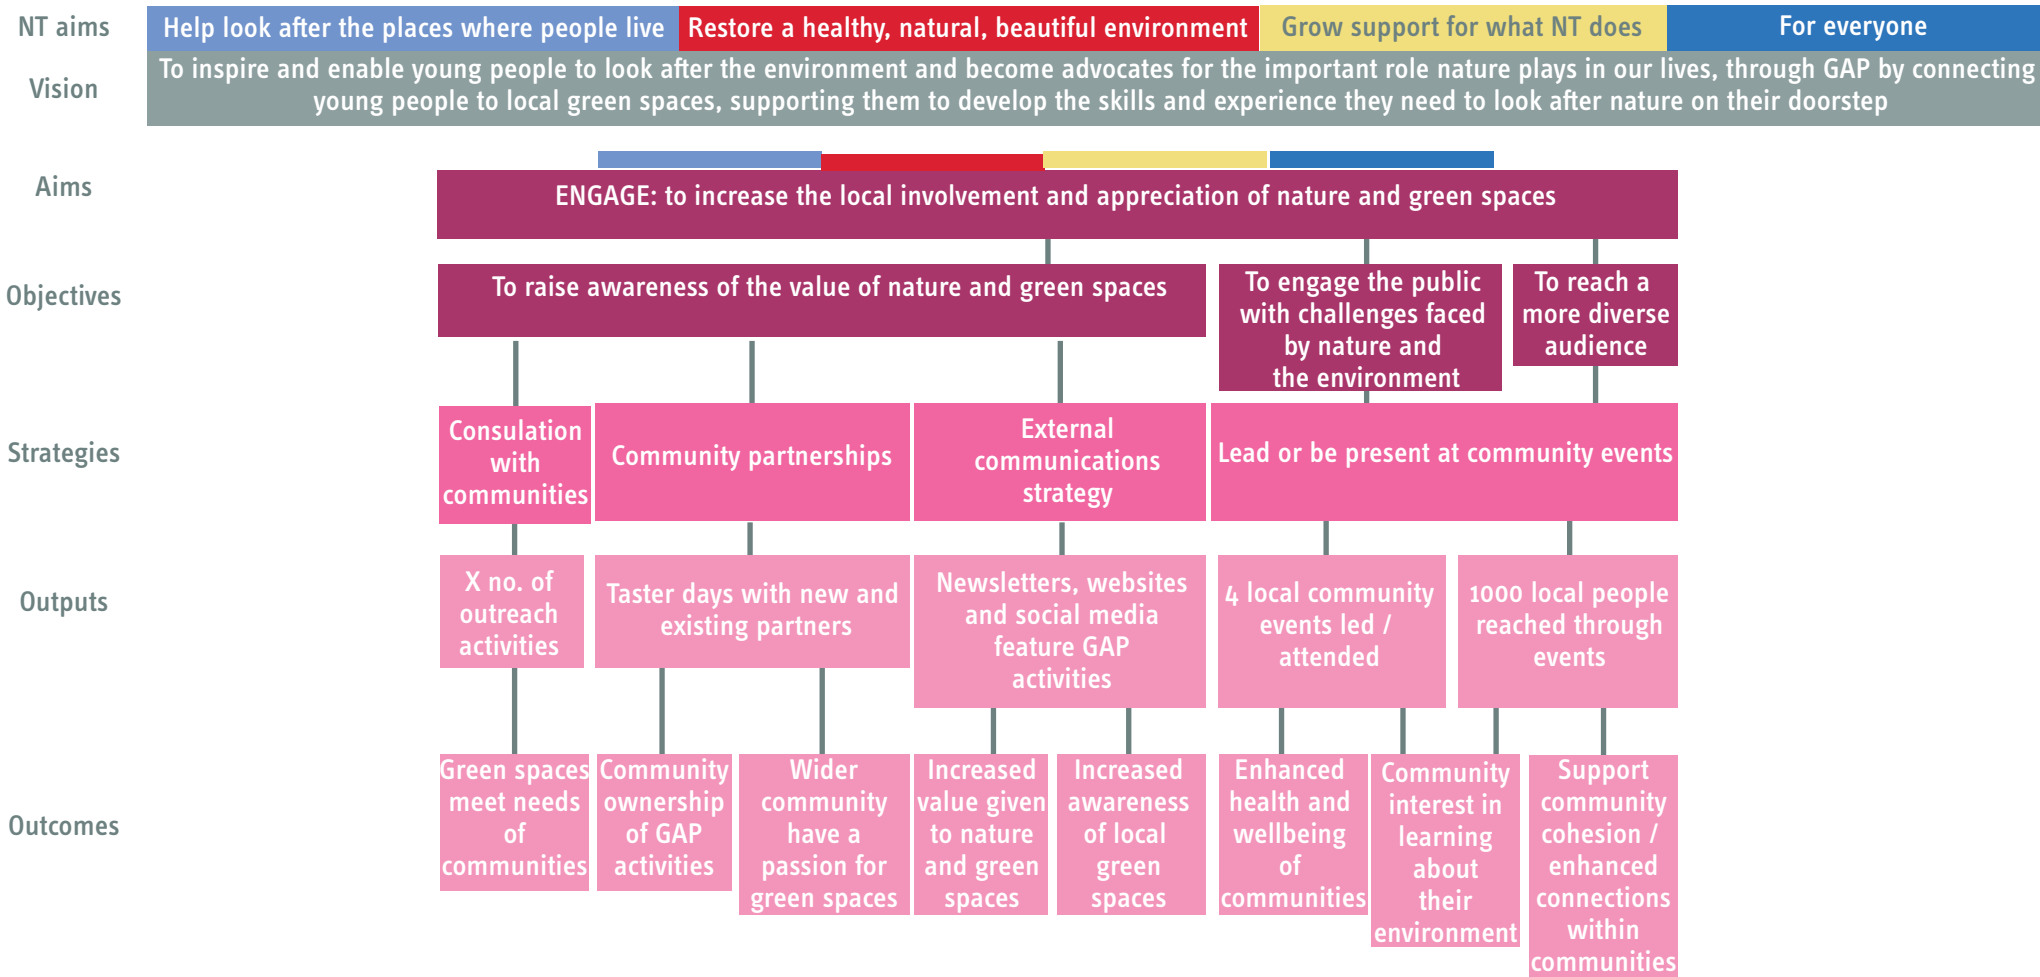 NT aims
Help look after the places where people live
Restore a healthy, natural, beautiful environment
Grow support for what NT does
For everyone
Vision
To inspire and enable young people to look after the environment and become advocates for the important role nature plays in our lives, through GAP by connecting
young people to local green spaces, supporting them to develop the skills and experience they need to look after nature on their doorstep
Aims
ENGAGE: to increase the local involvement and appreciation of nature and green spaces
Objectives
To raise awareness of the value of nature and green spaces
To engage the public
with challenges faced
by nature and
the environment
To reach a
more diverse
audience
Strategies
Consulation
with
communities
Community partnerships
External
communications
strategy
Lead or be present at community events
Outputs
X no. of
outreach
activities
Taster days with new and
existing partners
Newsletters, websites
and social media
feature GAP
activities
4 local community
events led /
attended
1000 local people
reached through
events
Outcomes
Green spaces
meet needs
of
communities
Community
ownership
of GAP
activities
Wider
community
have a
passion for
green spaces
Increased
value given
to nature
and green
spaces
Increased
awareness
of local
green
spaces
Enhanced
health and
wellbeing
of
communities
Community
interest in
learning
about
their
environment
Support
community
cohesion /
enhanced
connections
within
communities